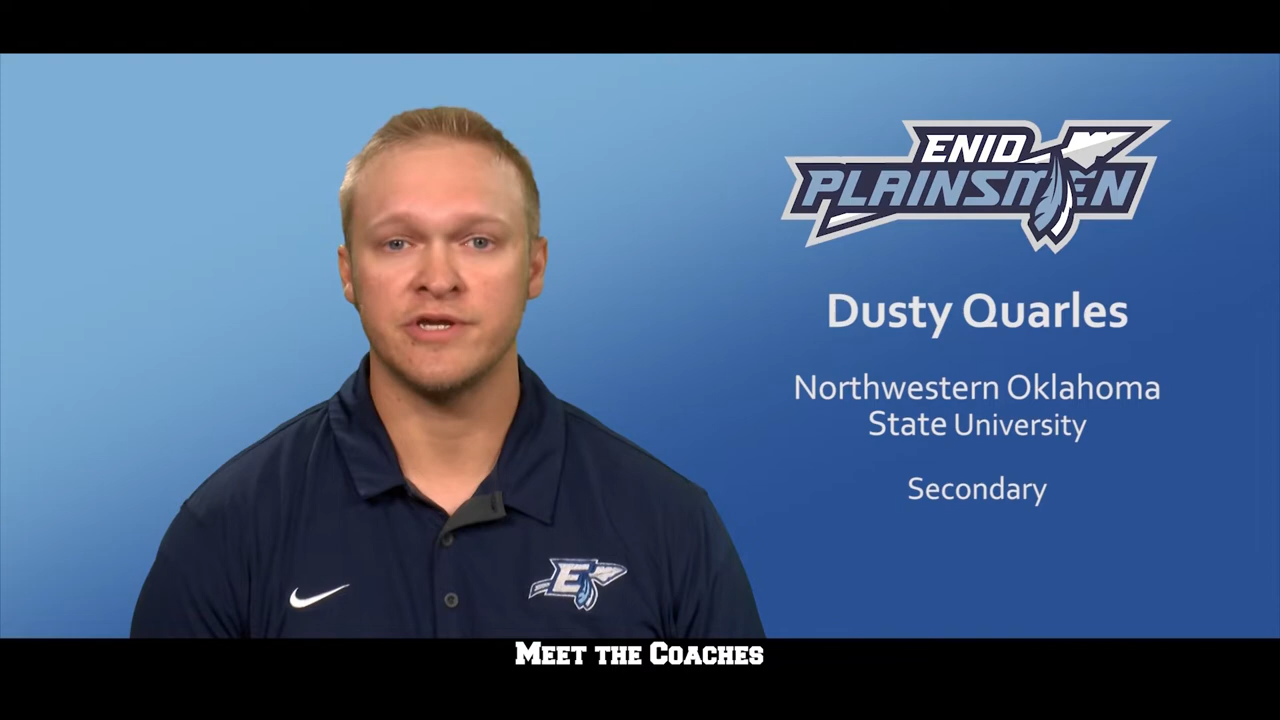 ENID
PLAINSMEN
Dusty Quarles
Northwestern Oklahoma
State University
Secondary
E
Meet the Coaches